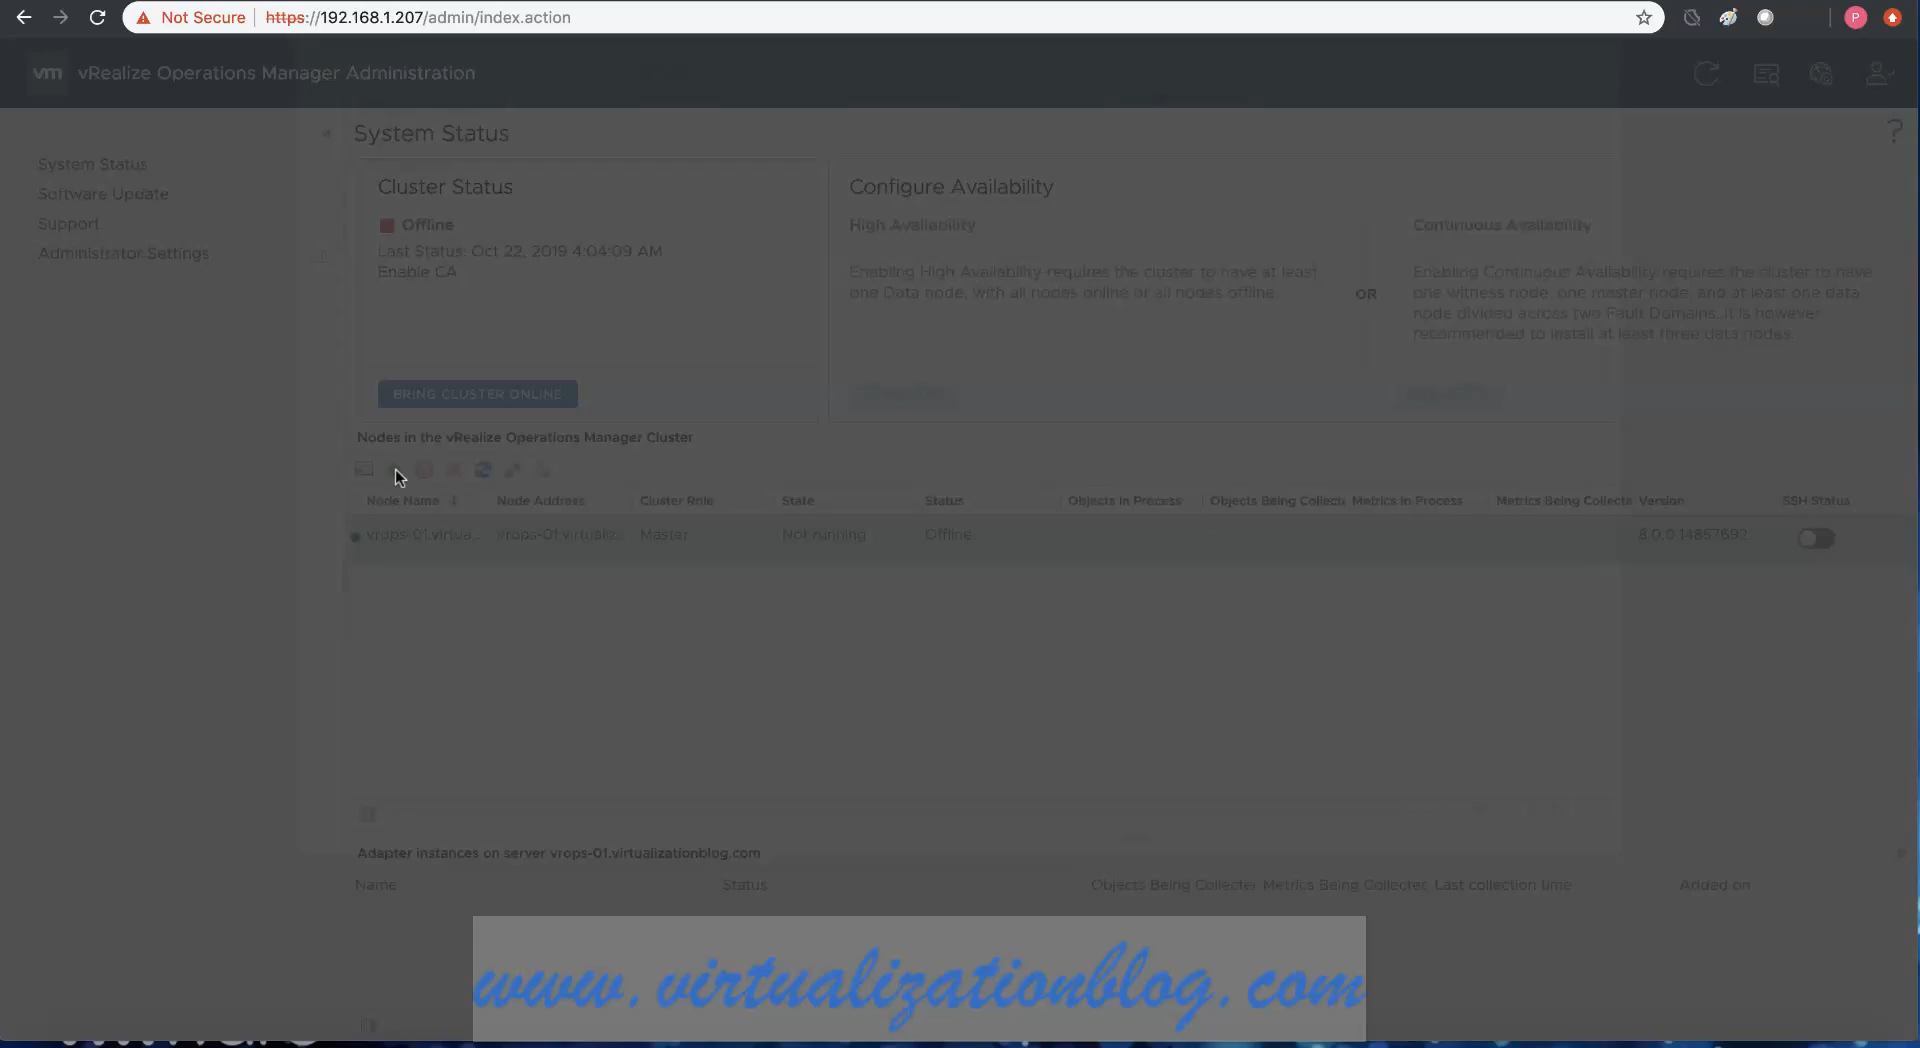 Not Secure https://192.168.1.207/admin/index.action P
vm vRealize Operations Manager Administration
System Status ?
System Status
Software Update
Support
Administrator Settings
Cluster Status
Offline
Last Status: Oct 22, 2019 4:04:09 AM
Enable CA
BRING CLUSTER ONLINE
Configure Availability
High Availability
Enabling High Availability requires the cluster to have at least
one Data node, with all nodes online or all nodes offline.
OR
Continuous Availability
Enabling Continuous Availability requires the cluster to have
one witness node, one master node, and at least one data
node divided across two Fault Domains. It is however
recommended to install at least three data nodes.
Nodes in the vRealize Operations Manager Cluster
Node Name Node Address Cluster Role State Status Objects In Process Objects Being Collecte Metrics In Process Metrics Being Collecte Version SSH Status
vrops-01.virtua... vrops-01.virtualiz... Master Not running Offline 8.0.0.14857692
Adapter instances on server vrops-01.virtualizationblog.com
Name Status Objects Being Collectec Metrics Being Collectec Last collection time Added on
www.virtualizationblog.com